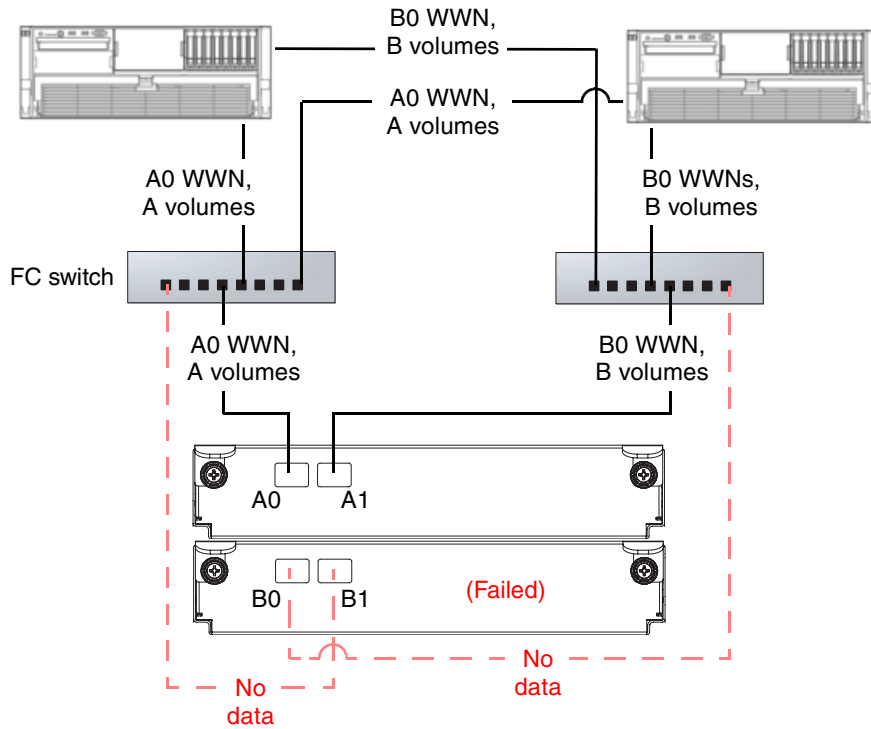 B0 WWN,
B volumes
A0 WWN,
A volumes
A0 WWN,
A volumes
B0 WWNs,
B volumes
FC switch
A0 WWN,
A volumes
B0 WWN,
B volumes
A0
A1
B0
B1
(Failed)
No
data
No
data